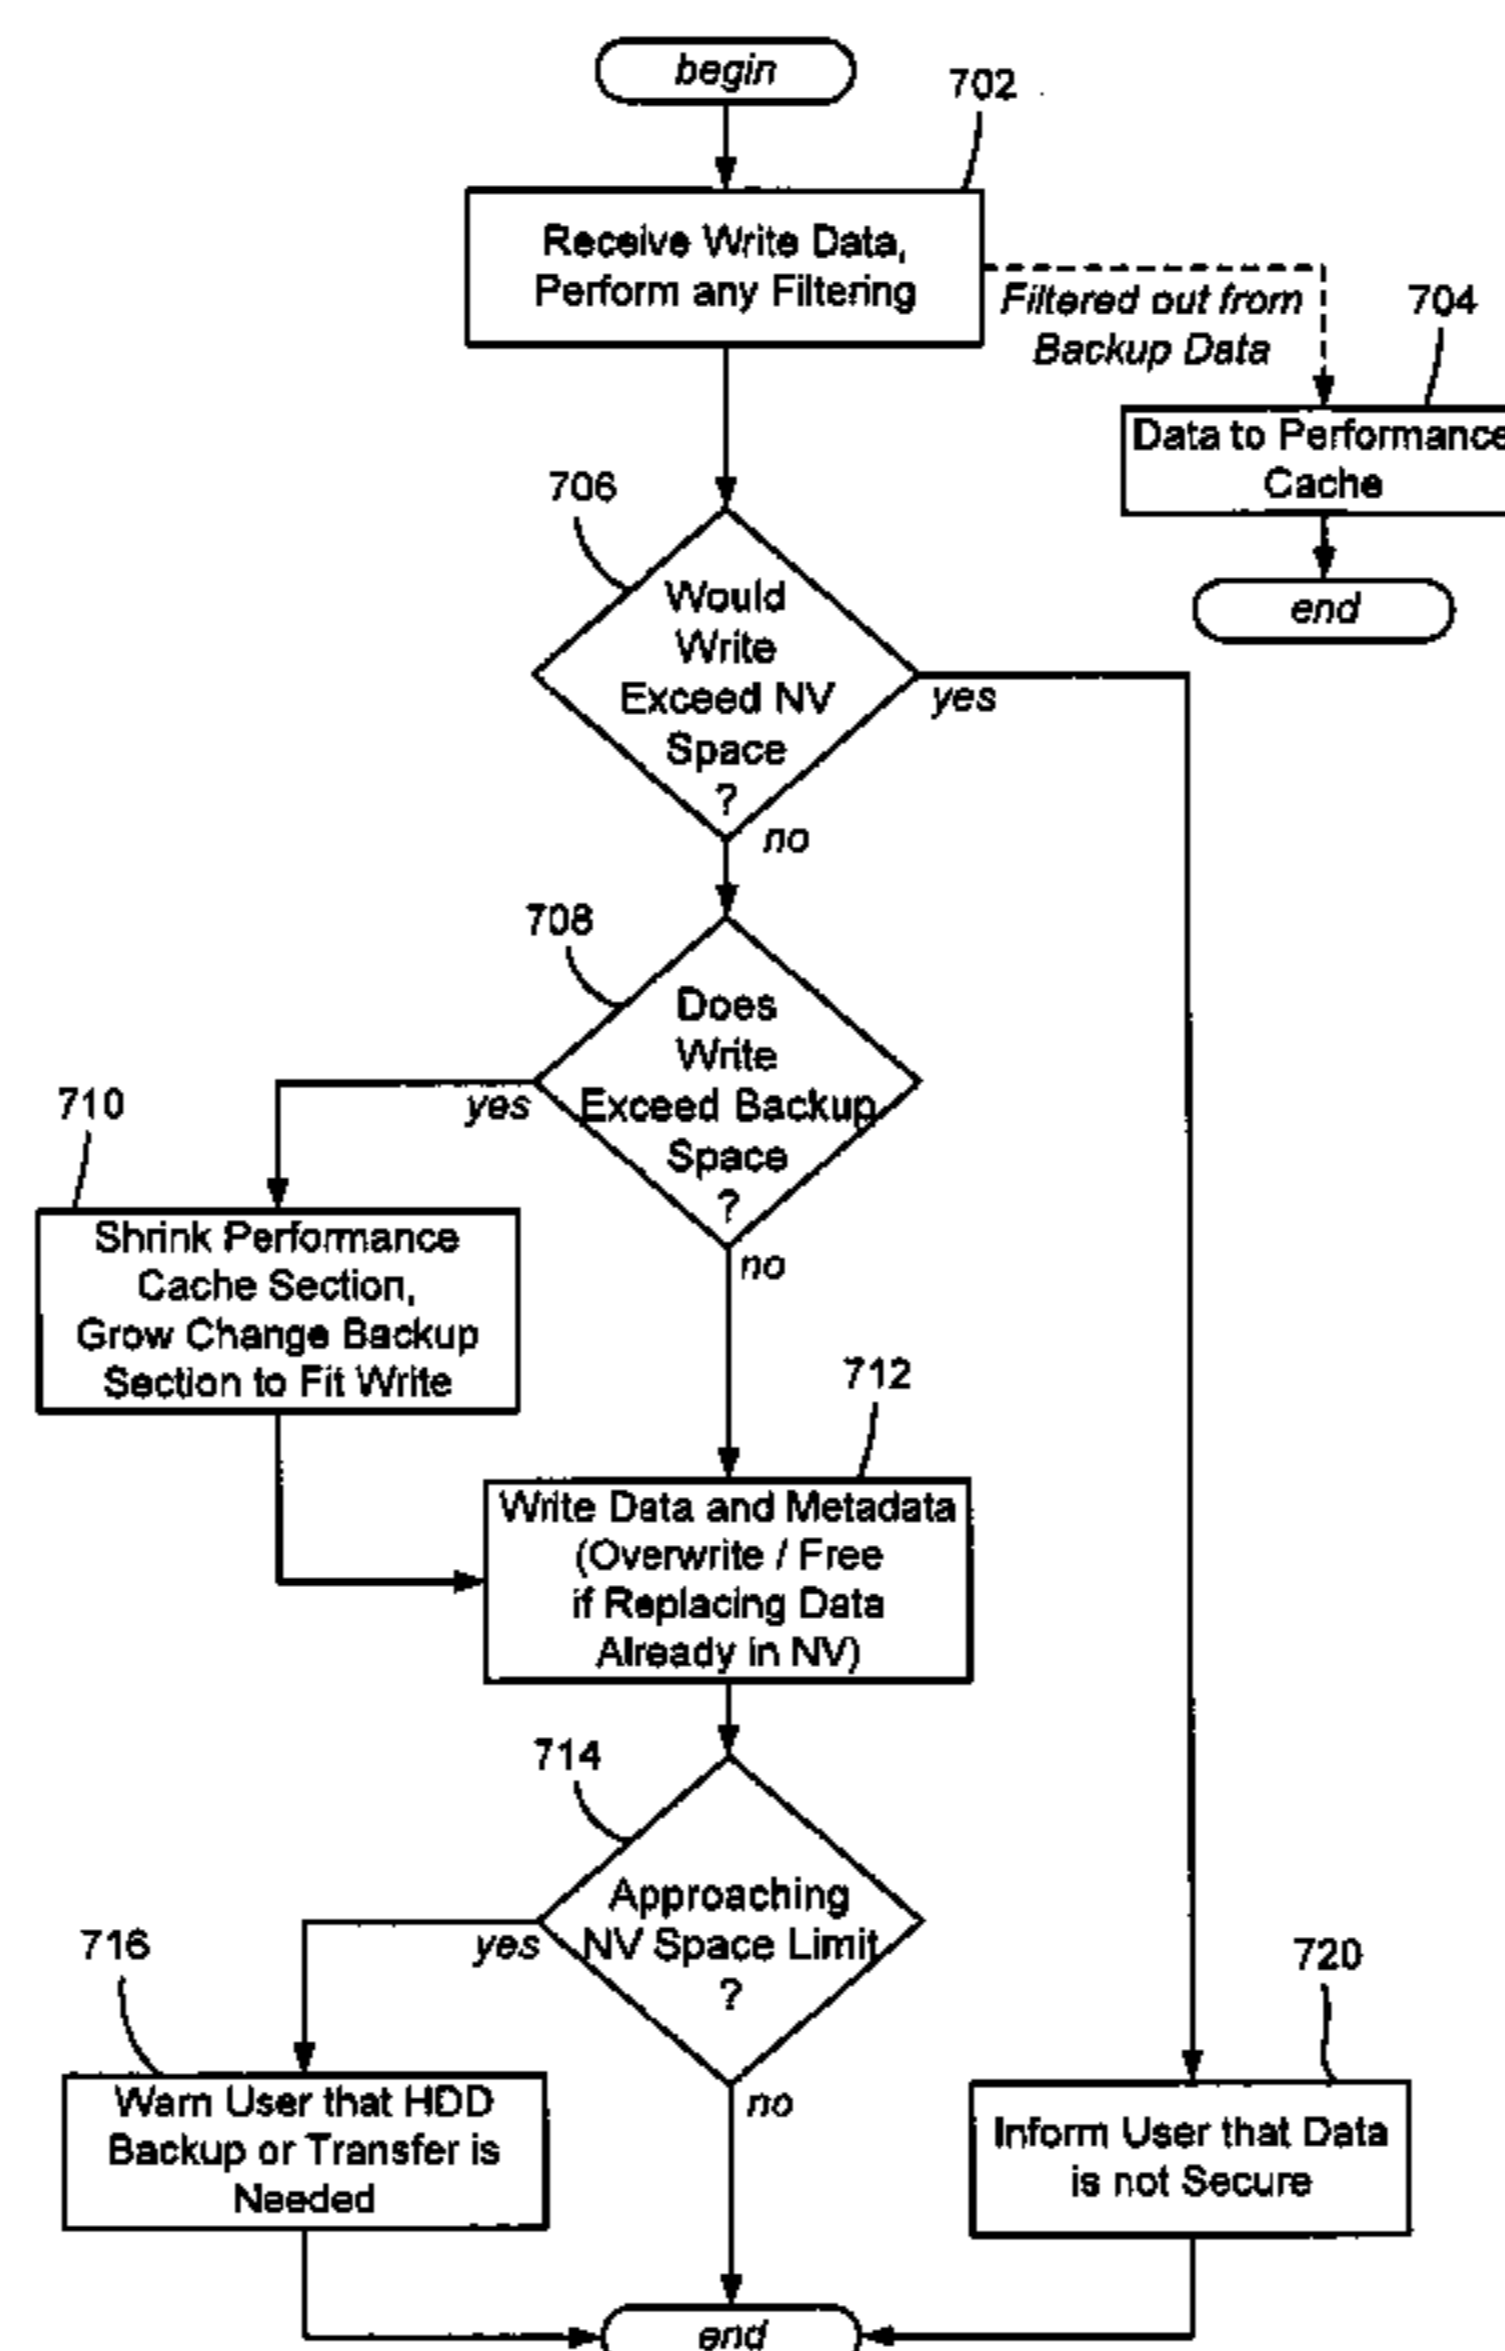 begin
702
Receive Write Data,
Perform any Filtering
Filtered out from
Backup Data
704
Data to Performance
Cache
end
706
Would
Write
Exceed NV
Space
?
yes
no
708
Does
Write
Exceed Backup
Space
?
yes
no
710
Shrink Performance
Cache Section,
Grow Change Backup
Section to Fit Write
712
Write Data and Metadata
(Overwrite / Free
if Replacing Data
Already in NV)
714
Approaching
NV Space Limit
?
yes
no
716
Warn User that HDD
Backup or Transfer is
Needed
720
Inform User that Data
is not Secure
end